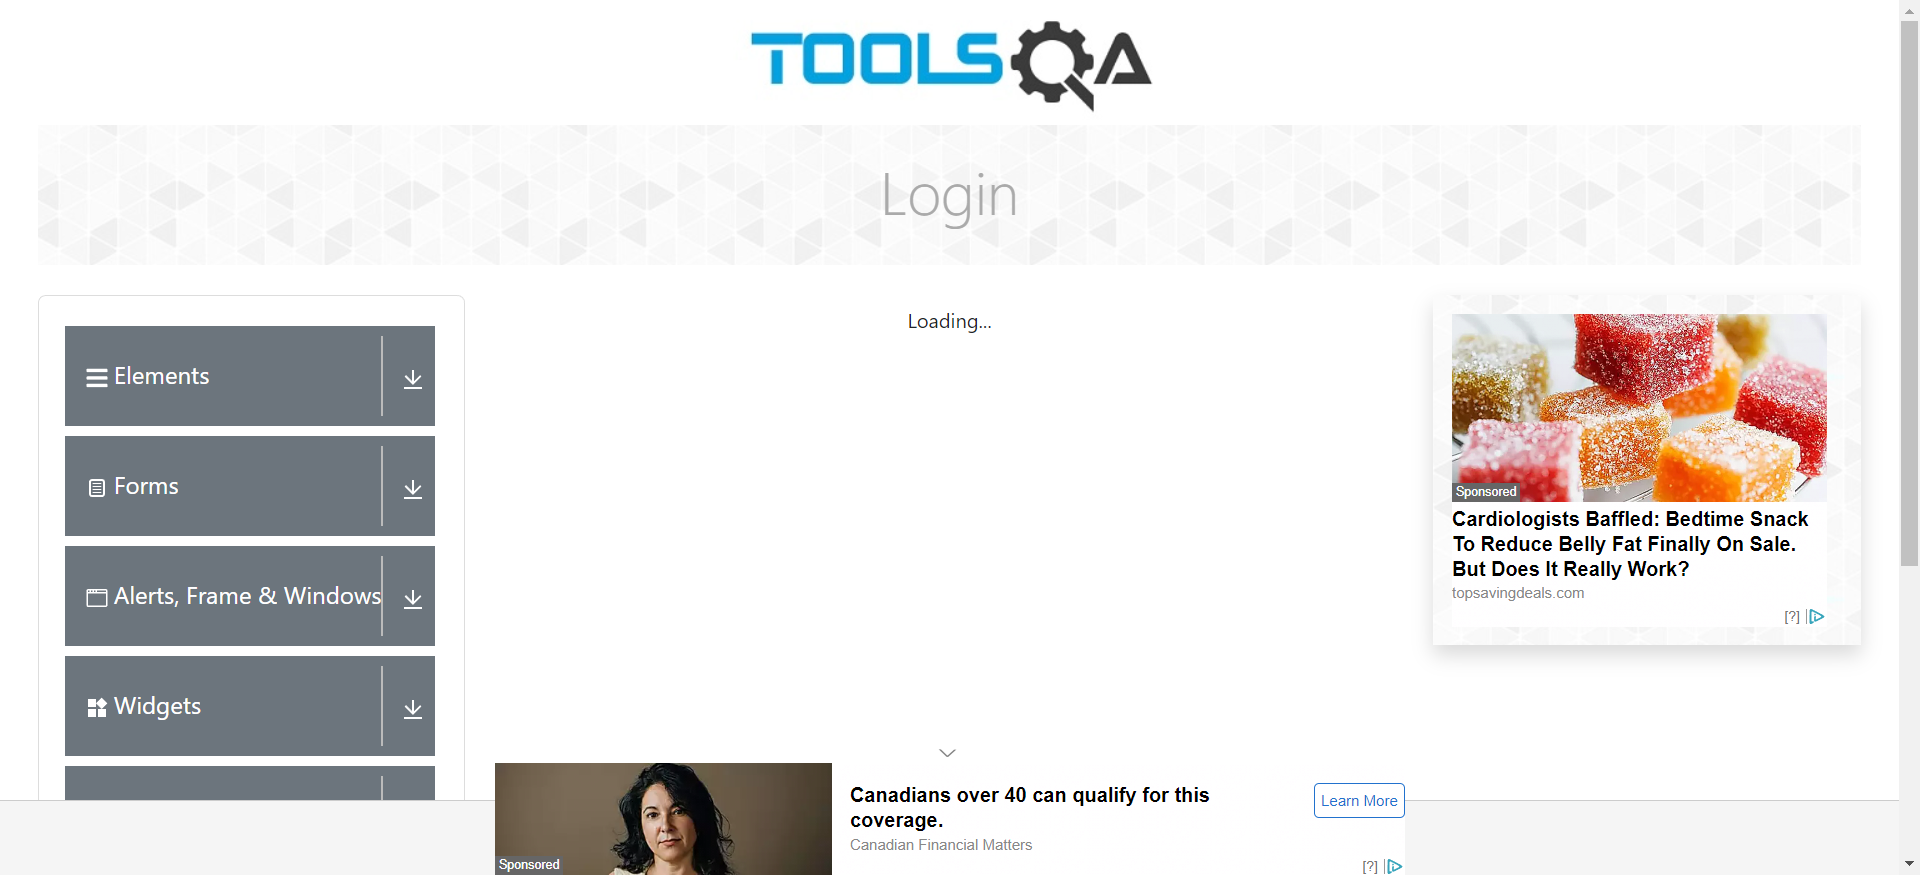 TOOLSQA
Login
Elements
Forms
Alerts, Frame & Windows
Widgets
Loading...
Sponsored
Cardiologists Baffled: Bedtime Snack
To Reduce Belly Fat Finally On Sale.
But Does It Really Work?
topsavingdeals.com
[?]
Sponsored
Canadians over 40 can qualify for this
coverage.
Canadian Financial Matters
Learn More
[?]